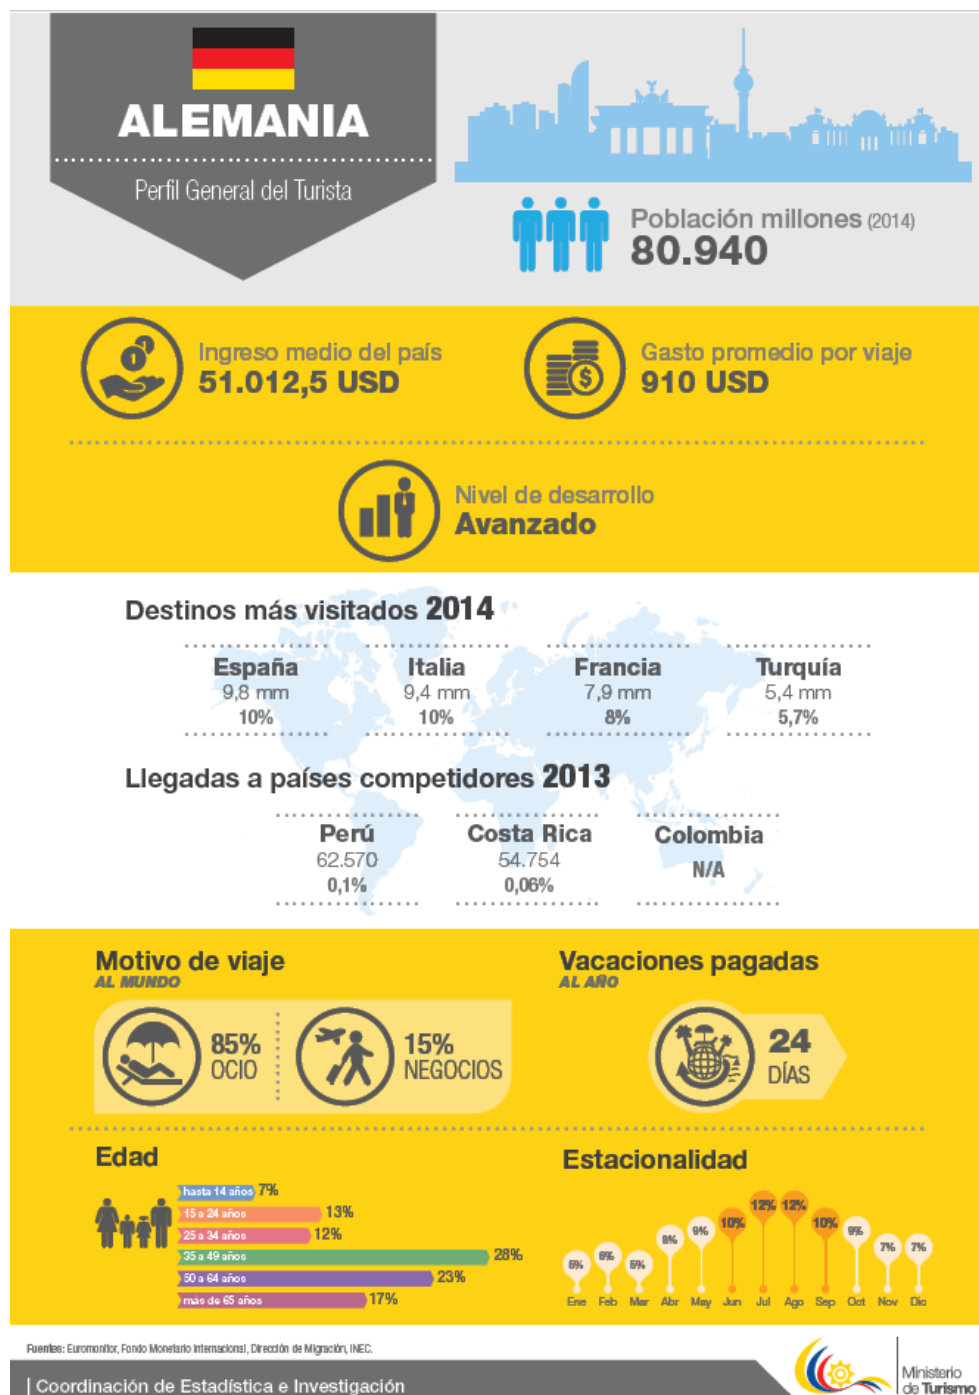 ALEMANIA
Perfil General del Turista
Población millones (2014)
80.940
Ingreso medio del país
51.012,5 USD
Gasto promedio por viaje
910 USD
Nivel de desarrollo
Avanzado
Destinos más visitados 2014
España
9,8 mm
10%
Italia
9,4 mm
10%
Francia
7,9 mm
8%
Turquía
5,4 mm
5,7%
Llegadas a países competidores 2013
Perú
62.570
0,1%
Costa Rica
54.754
0,06%
Colombia
N/A
Motivo de viaje
AL MUNDO
85%
OCIO
15%
NEGOCIOS
Vacaciones pagadas
AL AÑO
24
DÍAS
Edad
hasta 14 años 7%
15 a 24 años 13%
25 a 34 años 12%
35 a 49 años 28%
50 a 64 años 23%
más de 65 años 17%
Estacionalidad
8% 9% 10% 12% 12% 10% 9% 7% 7%
Ene Feb Mar Abr May Jun Jul Ago Sep Oct Nov Dic
Fuentes: Euromonitor, Fondo Monetario Internacional, Dirección de Migración, INEC.
| Coordinación de Estadística e Investigación
Ministerio
de Turismo